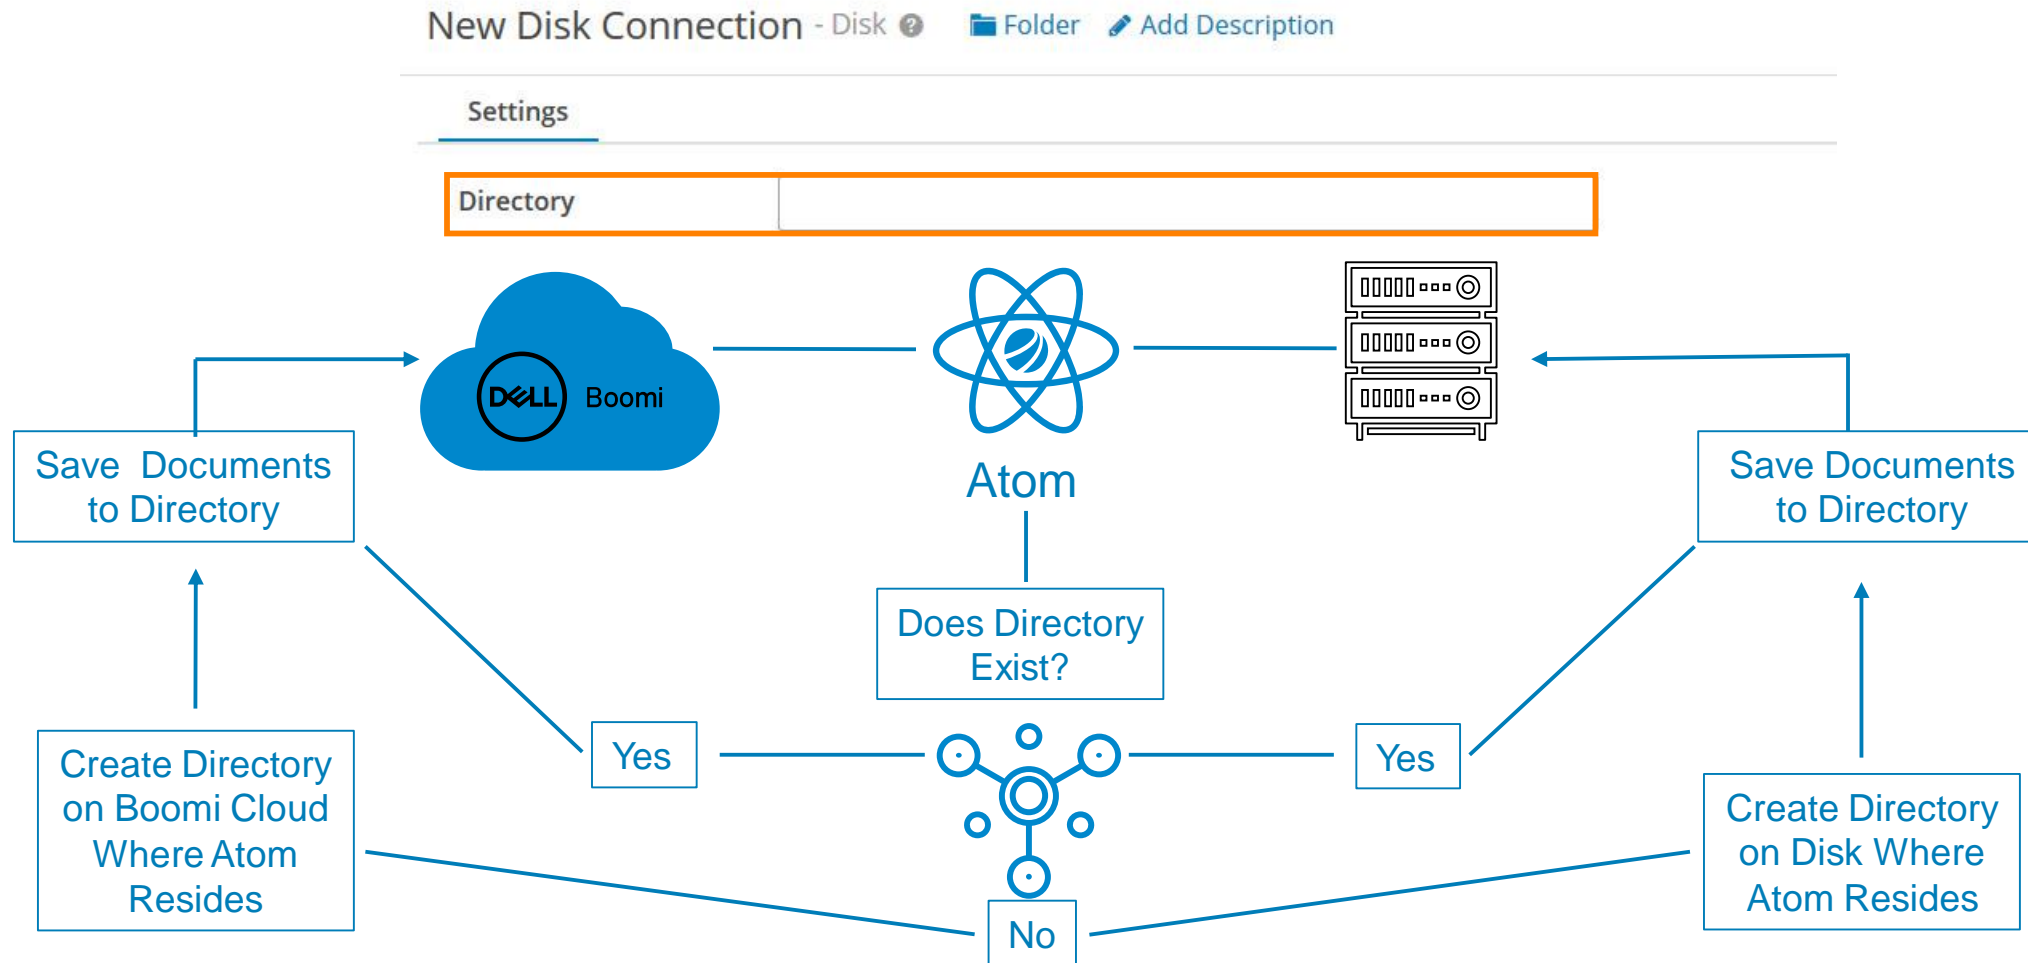 New Disk Connection - Disk ? Folder Add Description
Settings
Directory
DELL Boomi
Atom
Save Documents
to Directory
Save Documents
to Directory
Does Directory
Exist?
Yes
Yes
Create Directory
on Boomi Cloud
Where Atom
Resides
Create Directory
on Disk Where
Atom Resides
No